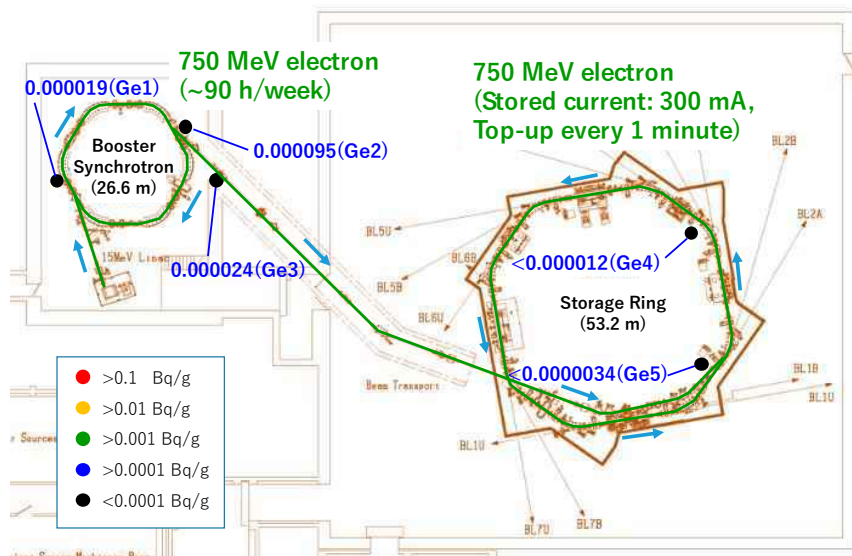 750 MeV electron
(~90 h/week)
0.000019(Ge1)
Booster
Synchrotron
(26.6 m)
0.000095(Ge2)
0.000024(Ge3)
15MeV Linac
Beam Transport
750 MeV electron
(Stored current: 300 mA,
Top-up every 1 minute)
BL2B
BL2A
BL5U
BL6B
BL5B
BL6U
<0.000012(Ge4)
Storage Ring
(53.2 m)
<0.0000034(Ge5)
BL1B
BL1U
BL1U
BL7U
BL7B
>0.1 Bq/g
>0.01 Bq/g
>0.001 Bq/g
>0.0001 Bq/g
<0.0001 Bq/g
Sources